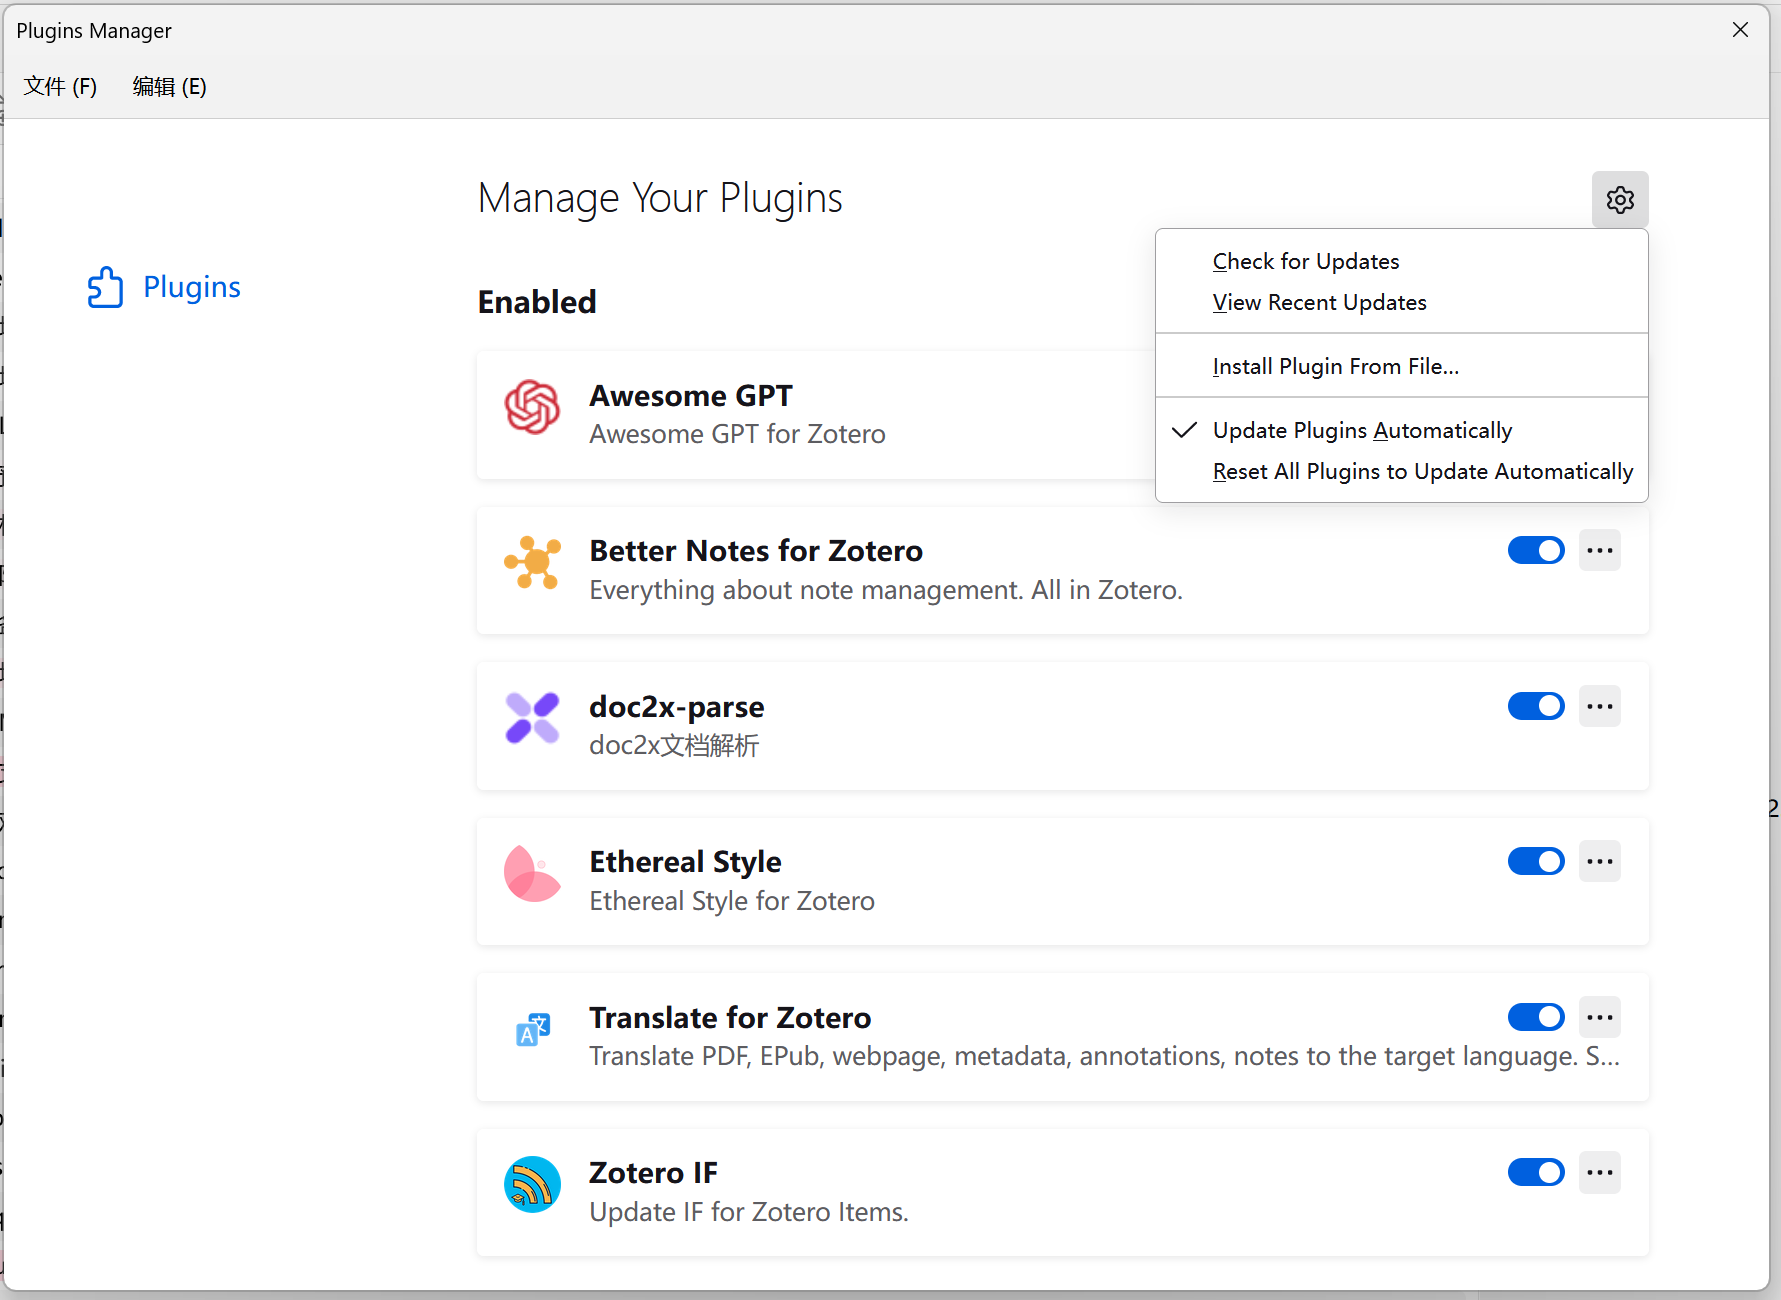 Plugins Manager
文件 (F) 编辑 (E)
Manage Your Plugins
Plugins
Check for Updates
View Recent Updates
Install Plugin From File...
Update Plugins Automatically
Reset All Plugins to Update Automatically
Enabled
Awesome GPT
Awesome GPT for Zotero
Better Notes for Zotero
Everything about note management. All in Zotero.
doc2x-parse
doc2x文档解析
Ethereal Style
Ethereal Style for Zotero
A文
Translate for Zotero
Translate PDF, EPub, webpage, metadata, annotations, notes to the target language. S...
Zotero IF
Update IF for Zotero Items.
2